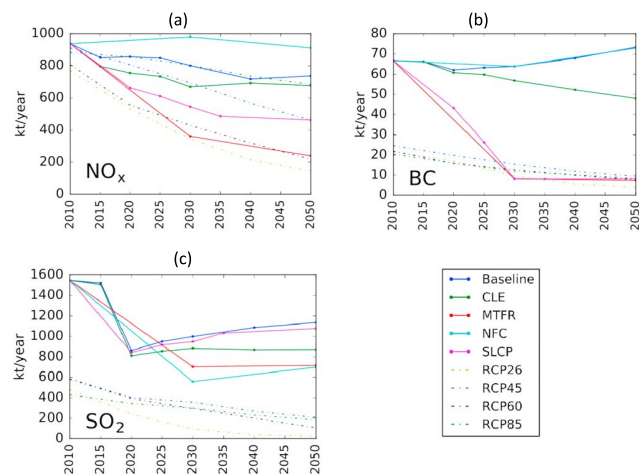 (a)
1000
800
600
400
200
0
kt/year
NOx
2010
2015
2020
2025
2030
2035
2040
2045
2050
(b)
80
70
60
50
40
30
20
10
0
kt/year
BC
2010
2015
2020
2025
2030
2035
2040
2045
2050
(c)
1600
1400
1200
1000
800
600
400
200
0
kt/year
SO2
2010
2015
2020
2025
2030
2035
2040
2045
2050
Baseline
CLE
MTFR
NFC
SLCP
RCP26
RCP45
RCP60
RCP85